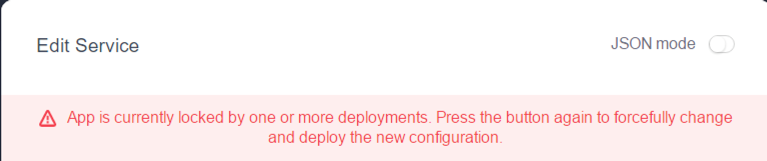 Edit Service
JSON mode
App is currently locked by one or more deployments. Press the button again to forcefully change
and deploy the new configuration.